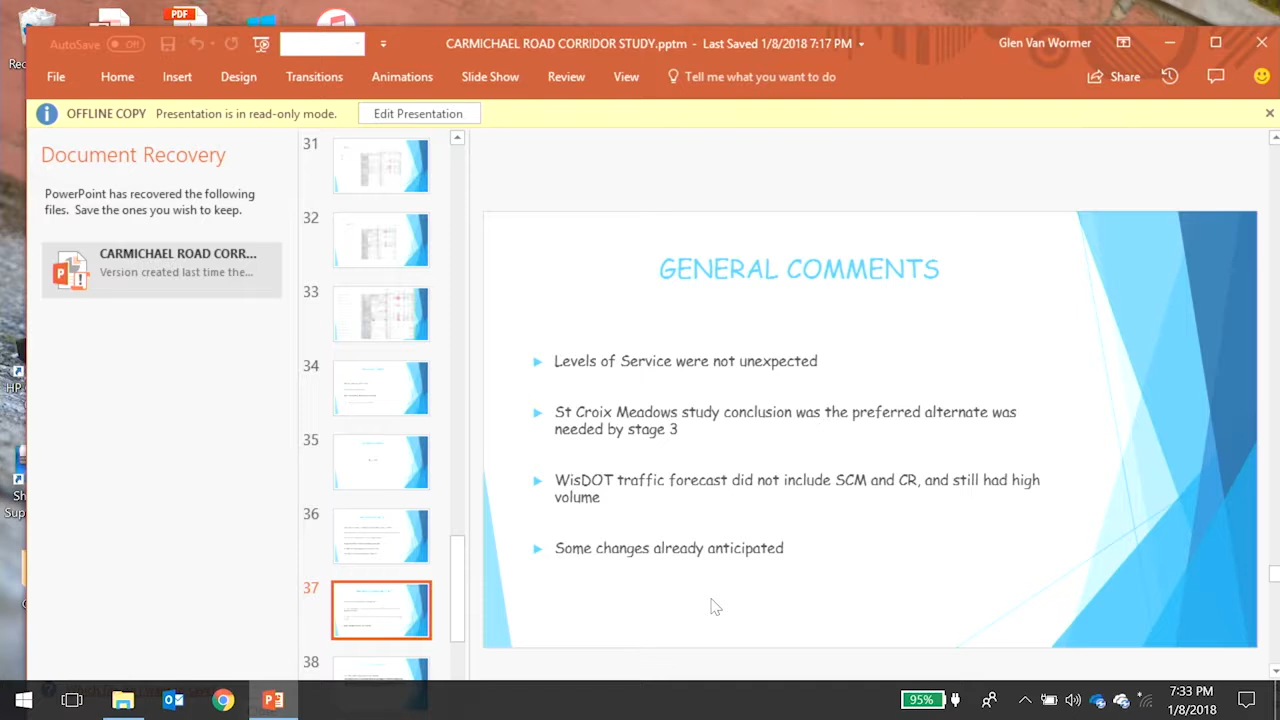 PDF
AutoSave
Off
CARMICHAEL ROAD CORRIDOR STUDY.pptm - Last Saved 1/8/2018 7:17 PM
Glen Van Wormer
File Home Insert Design Transitions Animations Slide Show Review View Tell me what you want to do
Share
OFFLINE COPY Presentation is in read-only mode. Edit Presentation
Document Recovery
PowerPoint has recovered the following
files. Save the ones you wish to keep.
CARMICHAEL ROAD CORR...
Version created last time the...
31
32
33
34
35
36
37
38
GENERAL COMMENTS
Levels of Service were not unexpected
St Croix Meadows study conclusion was the preferred alternate was
needed by stage 3
WisDOT traffic forecast did not include SCM and CR, and still had high
volume
Some changes already anticipated
95%
7:33 PM
1/8/2018